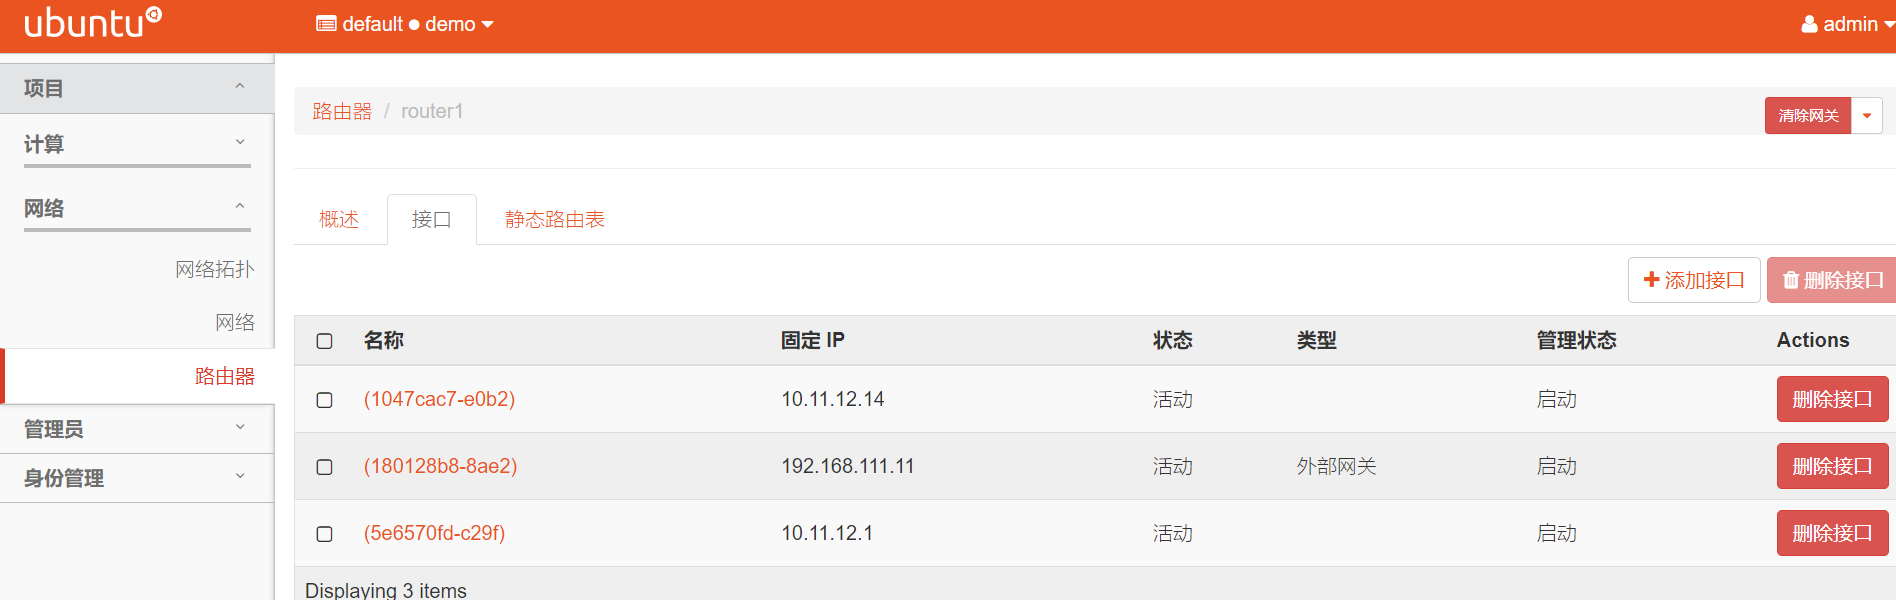 ubuntu
default ● demo
admin
项目
计算
网络
网络拓扑
网络
路由器
管理员
身份管理
路由器 / router1
清除网关
概述 接口 静态路由表
添加接口 删除接口
名称 固定 IP 状态 类型 管理状态 Actions
(1047cac7-e0b2) 10.11.12.14 活动 启动 删除接口
(180128b8-8ae2) 192.168.111.11 活动 外部网关 启动 删除接口
(5e6570fd-c29f) 10.11.12.1 活动 启动 删除接口
Displaying 3 items